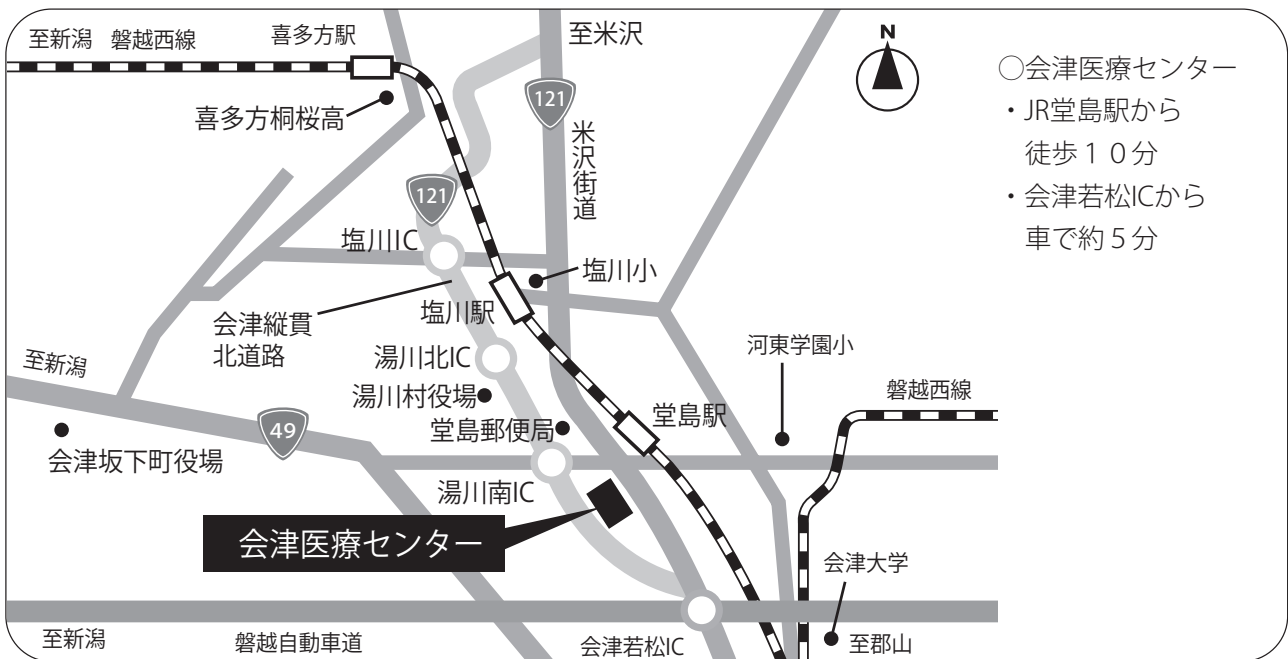 至新潟
磐越西線
喜多方駅
至米沢
N
喜多方桐桜高
121
米沢街道
121
塩川IC
塩川小
会津縦貫
北道路
塩川駅
湯川北IC
河東学園小
至新潟
湯川村役場
磐越西線
49
堂島郵便局
堂島駅
会津坂下町役場
湯川南IC
会津医療センター
会津大学
至新潟
磐越自動車道
会津若松IC
至郡山
○会津医療センター
・JR堂島駅から
徒歩１０分
・会津若松ICから
車で約５分